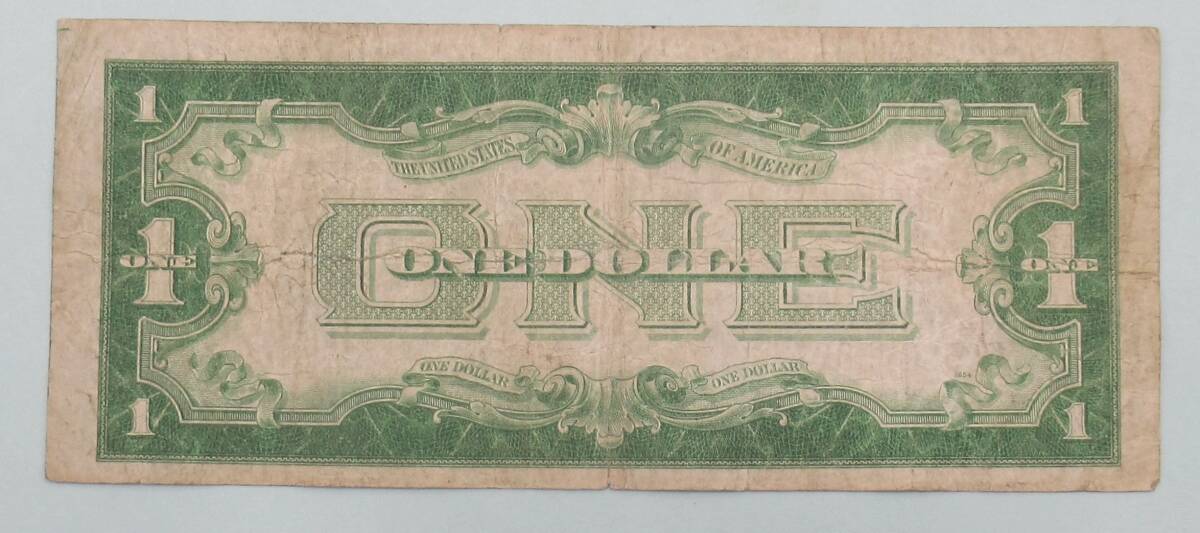 1 1
THE UNITED STATES OF AMERICA
ONE
1 ONE
ONE DOLLAR
1 ONE
ONE DOLLAR ONE DOLLAR
1 1